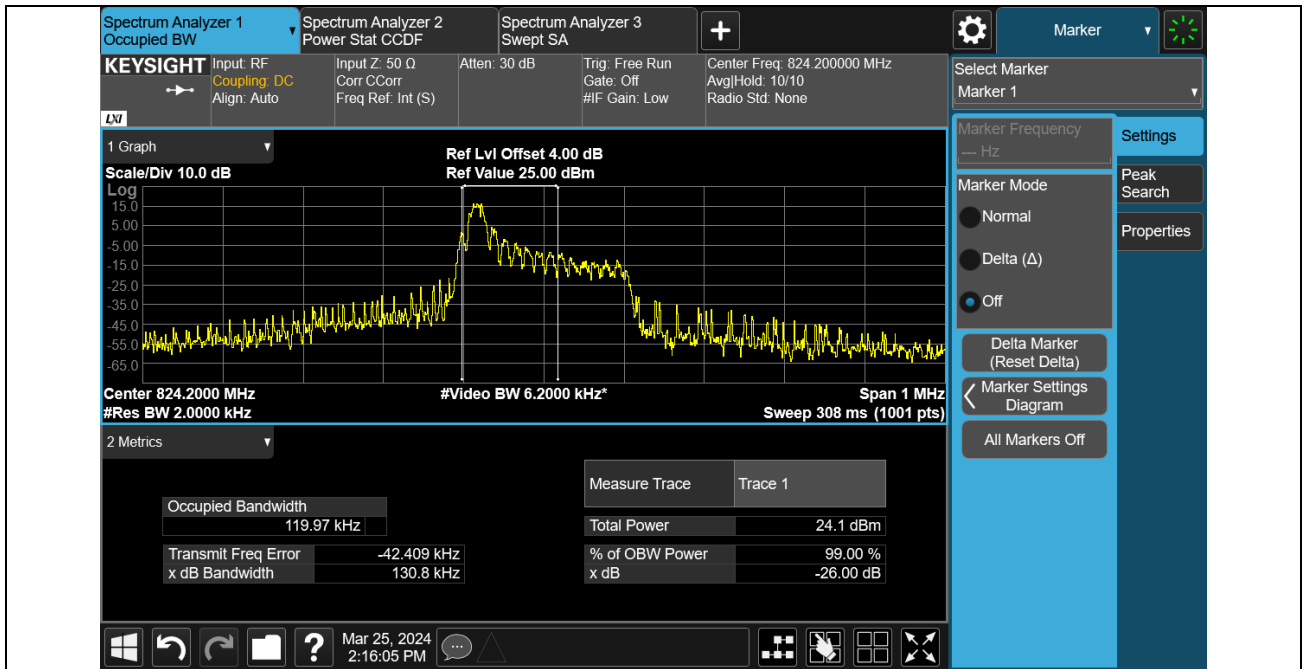 Spectrum Analyzer 1
Occupied BW
Spectrum Analyzer 2
Power Stat CCDF
Spectrum Analyzer 3
Swept SA
+
Marker
KEYSIGHT
LXI
Input: RF
Coupling: DC
Align: Auto
Input Z: 50 Ω
Corr CCorr
Freq Ref: Int (S)
Atten: 30 dB
Trig: Free Run
Gate: Off
#IF Gain: Low
Center Freq: 824.200000 MHz
Avg|Hold: 10/10
Radio Std: None
Select Marker
Marker 1
Marker Frequency
--- Hz
Settings
Marker Mode
Peak
Search
Normal
Properties
Delta (Δ)
Off
Delta Marker
(Reset Delta)
Marker Settings
Diagram
All Markers Off
1 Graph
Ref Lvl Offset 4.00 dB
Scale/Div 10.0 dB
Ref Value 25.00 dBm
Log
15.0
5.00
-5.00
-15.0
-25.0
-35.0
-45.0
-55.0
-65.0
Center 824.2000 MHz
#Video BW 6.2000 kHz*
Span 1 MHz
#Res BW 2.0000 kHz
Sweep 308 ms (1001 pts)
2 Metrics
Measure Trace
Trace 1
Occupied Bandwidth
119.97 kHz
Total Power
24.1 dBm
Transmit Freq Error
-42.409 kHz
% of OBW Power
99.00 %
x dB Bandwidth
130.8 kHz
x dB
-26.00 dB
?
Mar 25, 2024
2:16:05 PM